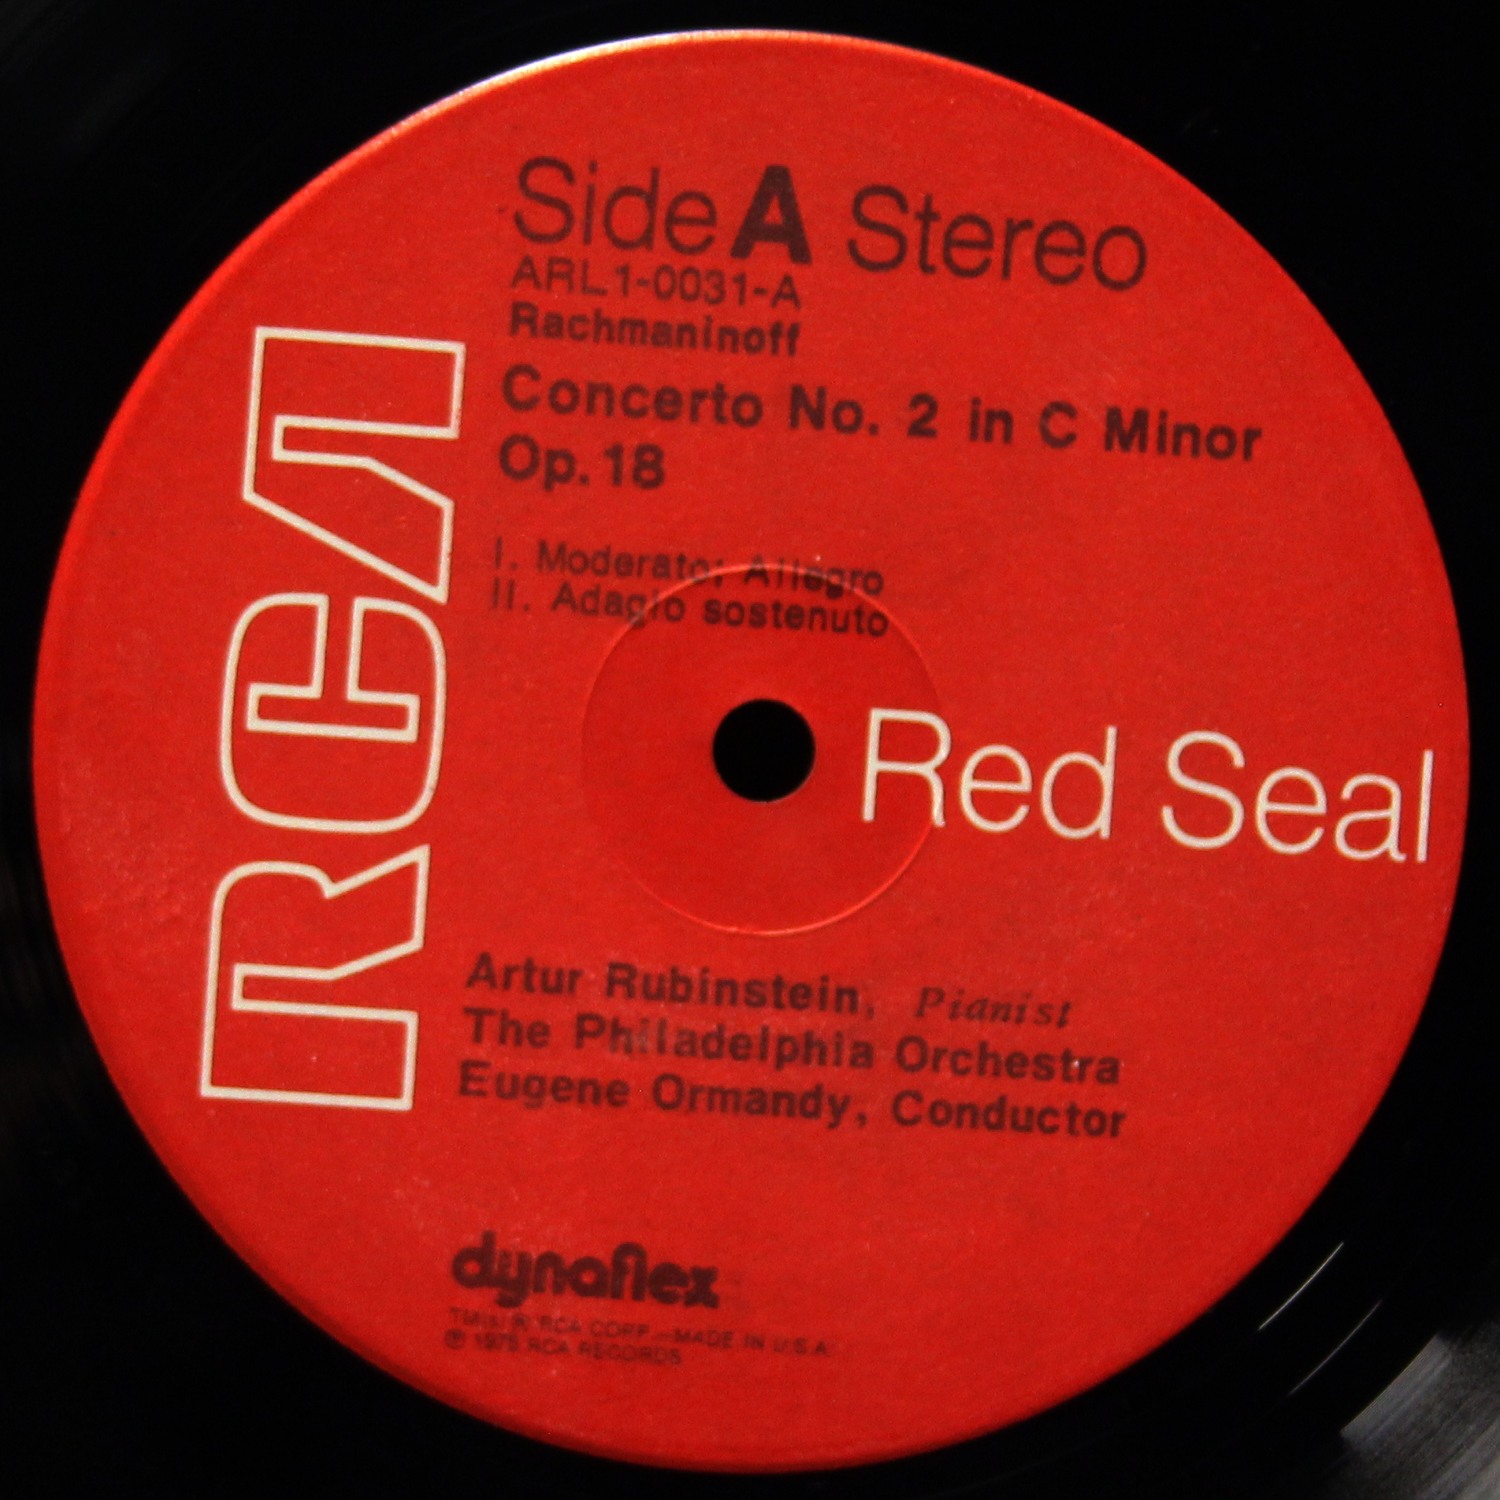 Side A Stereo
ARL1-0031-A
Rachmaninoff
Concerto No. 2 in C Minor
Op. 18
I. Moderato; Allegro
II. Adagio sostenuto
RCA
Red Seal
Artur Rubinstein, Pianist
The Philadelphia Orchestra
Eugene Ormandy, Conductor
dynaflex
RCA CORP.—MADE IN U.S.A.
℗ 1975 RCA RECORDS